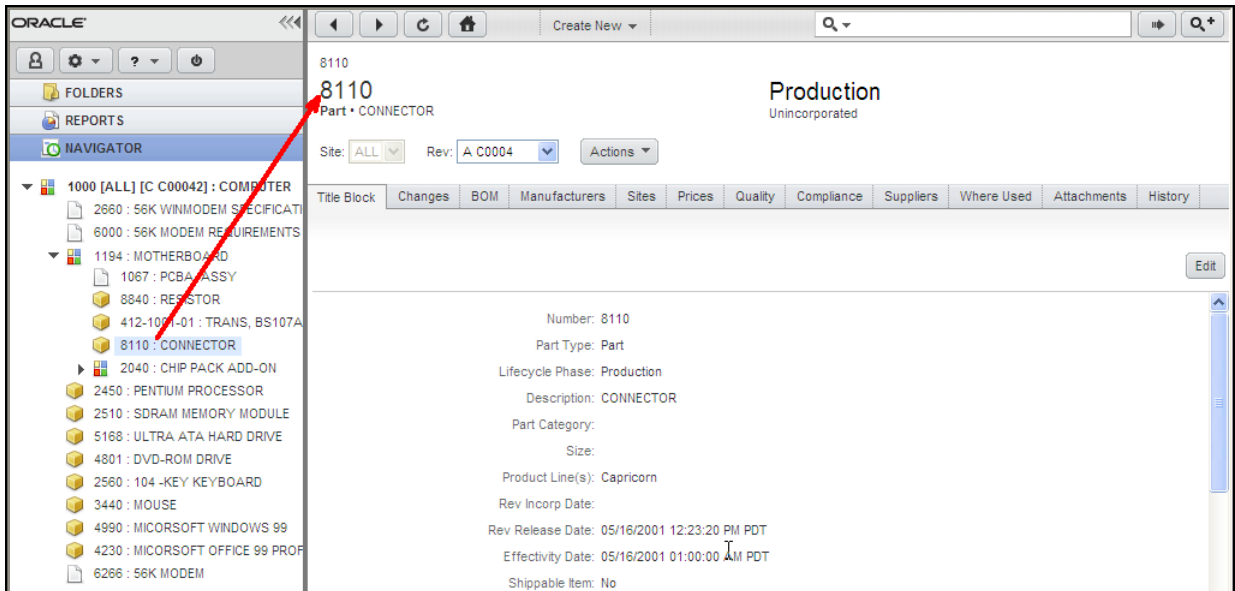 ORACLE
Create New
?
FOLDERS
REPORTS
NAVIGATOR
1000 [ALL] [C C00042] : COMPUTER
2660 : 56K WINMODEM SPECIFICATI
6000 : 56K MODEM REQUIREMENTS
1194 : MOTHERBOARD
1067 : PCBA, ASSY
8840 : RESISTOR
412-1001-01 : TRANS, BS107A
8110 : CONNECTOR
2040 : CHIP PACK ADD-ON
2450 : PENTIUM PROCESSOR
2510 : SDRAM MEMORY MODULE
5168 : ULTRA ATA HARD DRIVE
4801 : DVD-ROM DRIVE
2560 : 104 -KEY KEYBOARD
3440 : MOUSE
4990 : MICORSOFT WINDOWS 99
4230 : MICORSOFT OFFICE 99 PROF
6266 : 56K MODEM
8110
8110
Part • CONNECTOR
Production
Unincorporated
Site: ALL Rev: A C0004 Actions
Title Block Changes BOM Manufacturers Sites Prices Quality Compliance Suppliers Where Used Attachments History
Edit
Number: 8110
Part Type: Part
Lifecycle Phase: Production
Description: CONNECTOR
Part Category:
Size:
Product Line(s): Capricorn
Rev Incorp Date:
Rev Release Date: 05/16/2001 12:23:20 PM PDT
Effectivity Date: 05/16/2001 01:00:00 AM PDT
Shippable Item: No